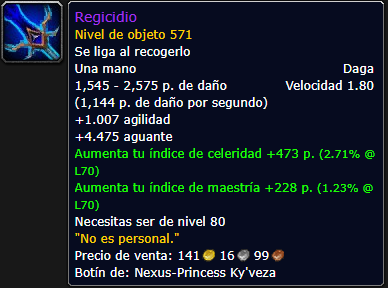 Regicidio
Nivel de objeto 571
Se liga al recogerlo
Una mano Daga
1,545 - 2,575 p. de daño Velocidad 1.80
(1,144 p. de daño por segundo)
+1.007 agilidad
+4.475 aguante
Aumenta tu índice de celeridad +473 p. (2.71% @
L70)
Aumenta tu índice de maestría +228 p. (1.23% @
L70)
Necesitas ser de nivel 80
"No es personal."
Precio de venta: 141 16 99
Botín de: Nexus-Princess Ky'veza